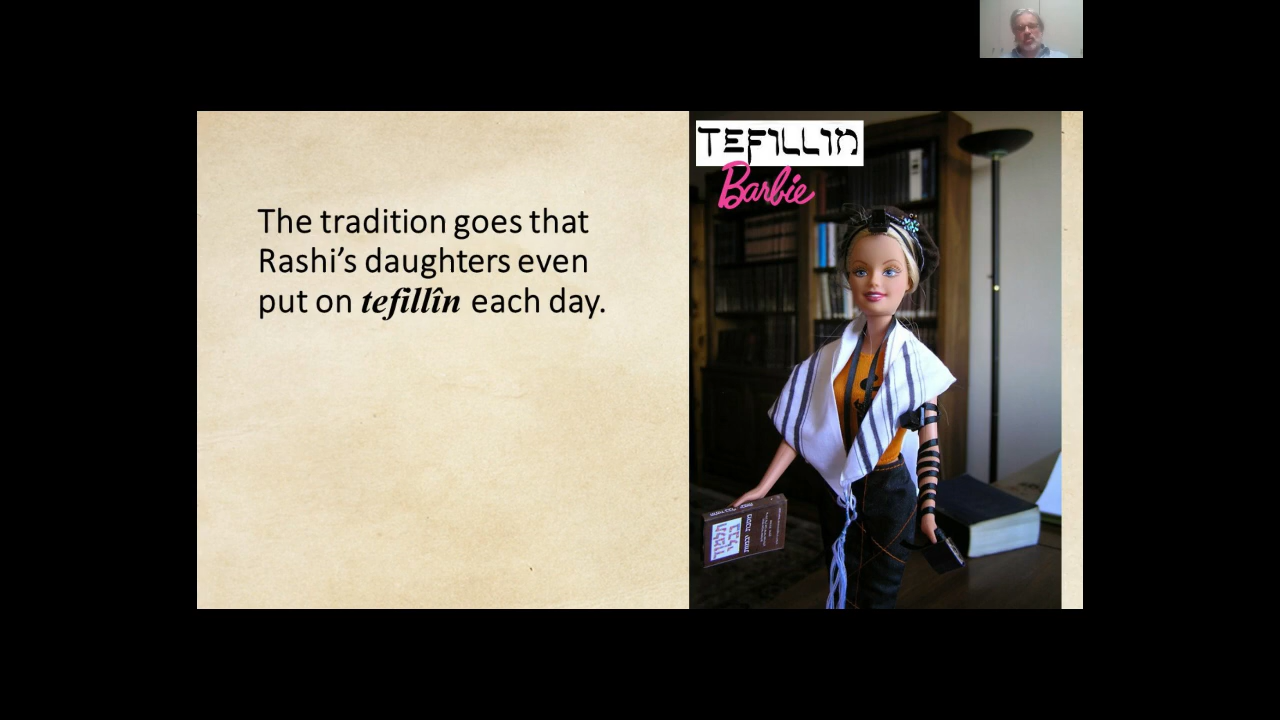 The tradition goes that
Rashi’s daughters even
put on tefillîn each day.
TEFILLIN
Barbie